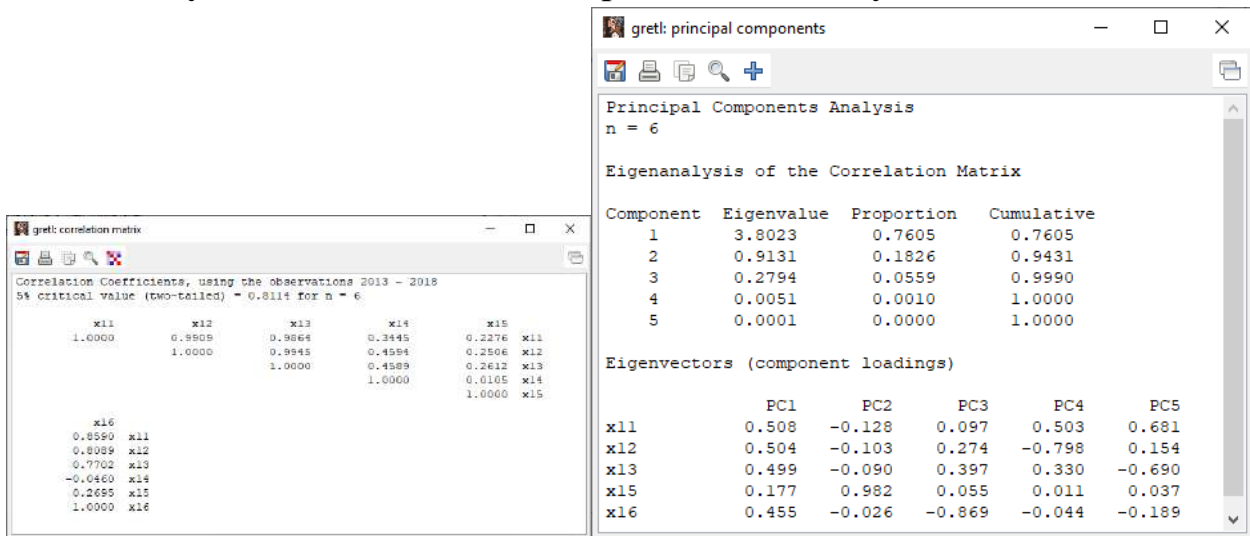 gretl: correlation matrix
Correlation Coefficients, using the observations 2013 - 2018
5% critical value (two-tailed) = 0.8114 for n = 6
x11 x12 x13 x14 x15
1.0000 0.9909 0.9864 0.3445 0.2276 x11
1.0000 0.9945 0.4594 0.2506 x12
1.0000 0.4589 0.2612 x13
1.0000 0.0105 x14
1.0000 x15
x16
0.8590 x11
0.8089 x12
0.7702 x13
-0.0460 x14
0.2695 x15
1.0000 x16
gretl: principal components
Principal Components Analysis
n = 6
Eigenanalysis of the Correlation Matrix
Component Eigenvalue Proportion Cumulative
1 3.8023 0.7605 0.7605
2 0.9131 0.1826 0.9431
3 0.2794 0.0559 0.9990
4 0.0051 0.0010 1.0000
5 0.0001 0.0000 1.0000
Eigenvectors (component loadings)
PC1 PC2 PC3 PC4 PC5
x11 0.508 -0.128 0.097 0.503 0.681
x12 0.504 -0.103 0.274 -0.798 0.154
x13 0.499 -0.090 0.397 0.330 -0.690
x15 0.177 0.982 0.055 0.011 0.037
x16 0.455 -0.026 -0.869 -0.044 -0.189